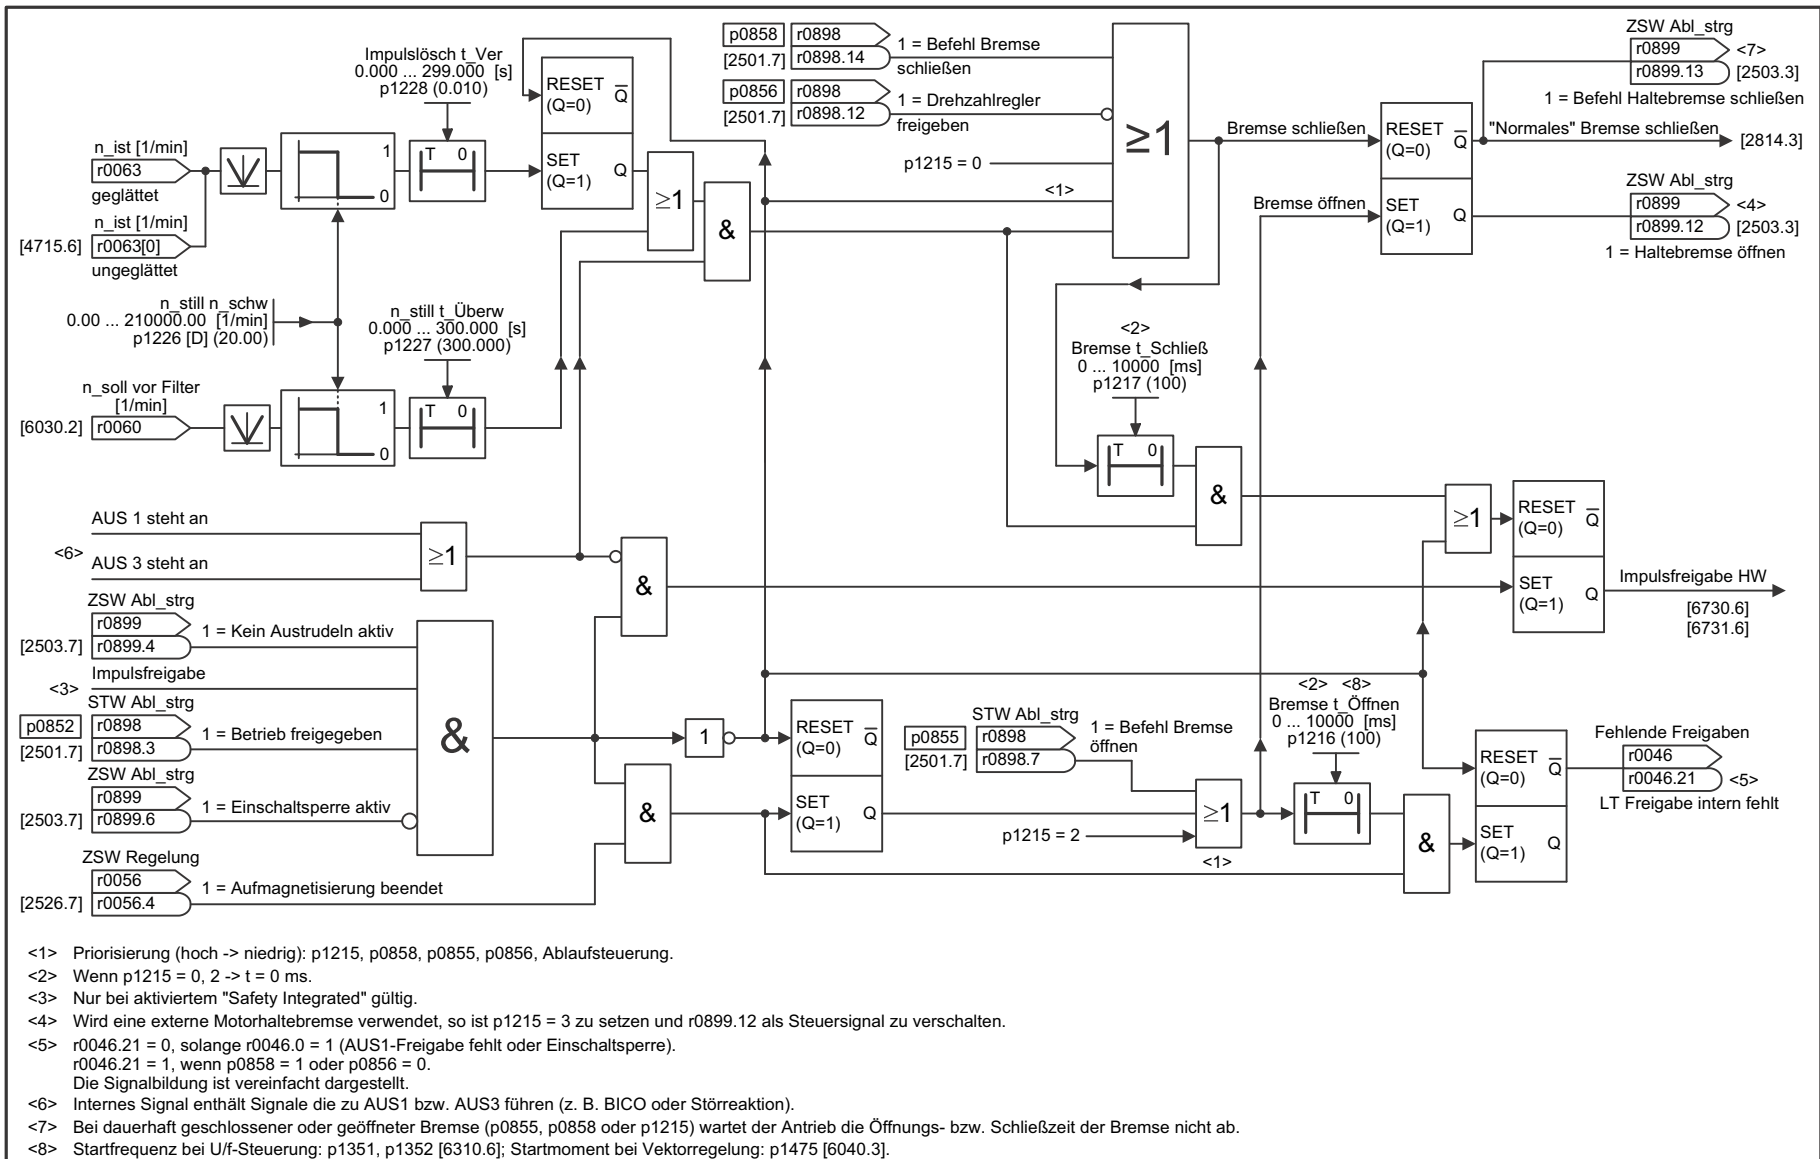 Impulslösch t_Ver
0.000 ... 299.000 [s]
p1228 (0.010)
n_ist [1/min]
r0063
geglättet
n_ist [1/min]
[4715.6]
r0063[0]
ungeglättet
1
0
T 0
RESET
(Q=0)
Q
SET
(Q=1)
Q
≥1
&
n_still n_schw
0.00 ... 210000.00 [1/min]
p1226 [D] (20.00)
n_still t_Überw
0.000 ... 300.000 [s]
p1227 (300.000)
n_soll vor Filter
[1/min]
[6030.2]
r0060
1
0
T 0
p0858
r0898
[2501.7]
r0898.14
1 = Befehl Bremse
schließen
p0856
r0898
[2501.7]
r0898.12
1 = Drehzahlregler
freigeben
p1215 = 0
<1>
≥1
Bremse schließen
Bremse öffnen
RESET
(Q=0)
Q
SET
(Q=1)
Q
ZSW Abl_strg
r0899
<7>
r0899.13
[2503.3]
1 = Befehl Haltebremse schließen
"Normales" Bremse schließen
[2814.3]
ZSW Abl_strg
r0899
<4>
r0899.12
[2503.3]
1 = Haltebremse öffnen
<2>
Bremse t_Schließ
0 ... 10000 [ms]
p1217 (100)
T 0
&
≥1
RESET
(Q=0)
Q
SET
(Q=1)
Q
Impulsfreigabe HW
[6730.6]
[6731.6]
AUS 1 steht an
<6>
AUS 3 steht an
≥1
&
ZSW Abl_strg
r0899
[2503.7]
r0899.4
1 = Kein Austrudeln aktiv
Impulsfreigabe
<3>
STW Abl_strg
p0852
r0898
[2501.7]
r0898.3
1 = Betrieb freigegeben
ZSW Abl_strg
r0899
[2503.7]
r0899.6
1 = Einschaltsperre aktiv
ZSW Regelung
r0056
[2526.7]
r0056.4
1 = Aufmagnetisierung beendet
&
1
&
RESET
(Q=0)
Q
SET
(Q=1)
Q
STW Abl_strg
p0855
r0898
[2501.7]
r0898.7
1 = Befehl Bremse
öffnen
p1215 = 2
≥1
<1>
<2> <8>
Bremse t_Öffnen
0 ... 10000 [ms]
p1216 (100)
T 0
&
RESET
(Q=0)
Q
SET
(Q=1)
Q
Fehlende Freigaben
r0046
r0046.21
<5>
LT Freigabe intern fehlt
<1> Priorisierung (hoch -> niedrig): p1215, p0858, p0855, p0856, Ablaufsteuerung.
<2> Wenn p1215 = 0, 2 -> t = 0 ms.
<3> Nur bei aktiviertem "Safety Integrated" gültig.
<4> Wird eine externe Motorhaltebremse verwendet, so ist p1215 = 3 zu setzen und r0899.12 als Steuersignal zu verschalten.
<5> r0046.21 = 0, solange r0046.0 = 1 (AUS1-Freigabe fehlt oder Einschaltsperre).
r0046.21 = 1, wenn p0858 = 1 oder p0856 = 0.
Die Signalbildung ist vereinfacht dargestellt.
<6> Internes Signal enthält Signale die zu AUS1 bzw. AUS3 führen (z. B. BICO oder Störreaktion).
<7> Bei dauerhaft geschlossener oder geöffneter Bremse (p0855, p0858 oder p1215) wartet der Antrieb die Öffnungs- bzw. Schließzeit der Bremse nicht ab.
<8> Startfrequenz bei U/f-Steuerung: p1351, p1352 [6310.6]; Startmoment bei Vektorregelung: p1475 [6040.3].